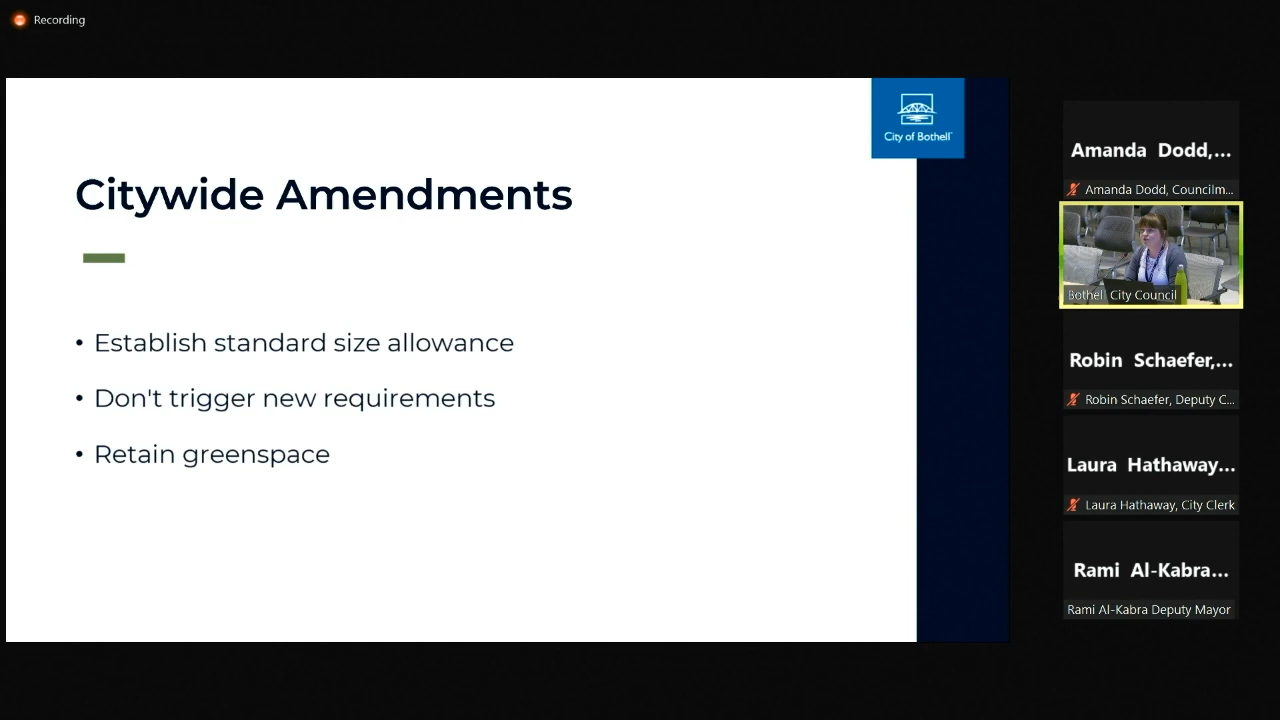 Recording
City of Bothell
Citywide Amendments
• Establish standard size allowance
• Don't trigger new requirements
• Retain greenspace
Amanda Dodd,...
Amanda Dodd, Councilm...
Bothell City Council
Robin Schaefer,...
Robin Schaefer, Deputy C...
Laura Hathaway...
Laura Hathaway, City Clerk
Rami Al-Kabra...
Rami Al-Kabra Deputy Mayor